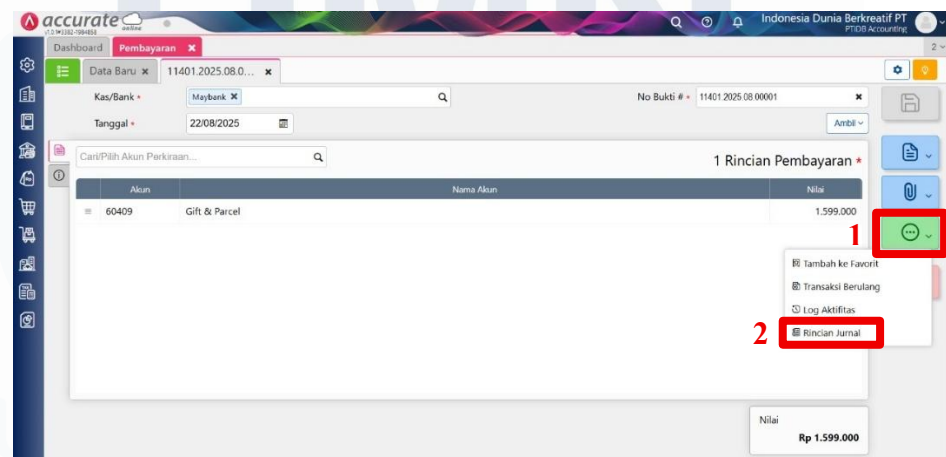 accurate online
Indonesia Dunia Berkreatif PT
Accounting
Dashboard Pembayaran
2
Data Baru 11401.2025.08.0...
Kas/Bank * Maybank No Bukti # * 11401.2025.08.00001
Tanggal * 22/08/2025 Ambil
Cari/Pilih Akun Perkiraan... 1 Rincian Pembayaran *
Akun Nama Akun Nilai
60409 Gift & Parcel 1.599.000
1
Tambah ke Favorit
Transaksi Berulang
Log Aktifitas
2 Rincian Jurnal
Nilai
Rp 1.599.000